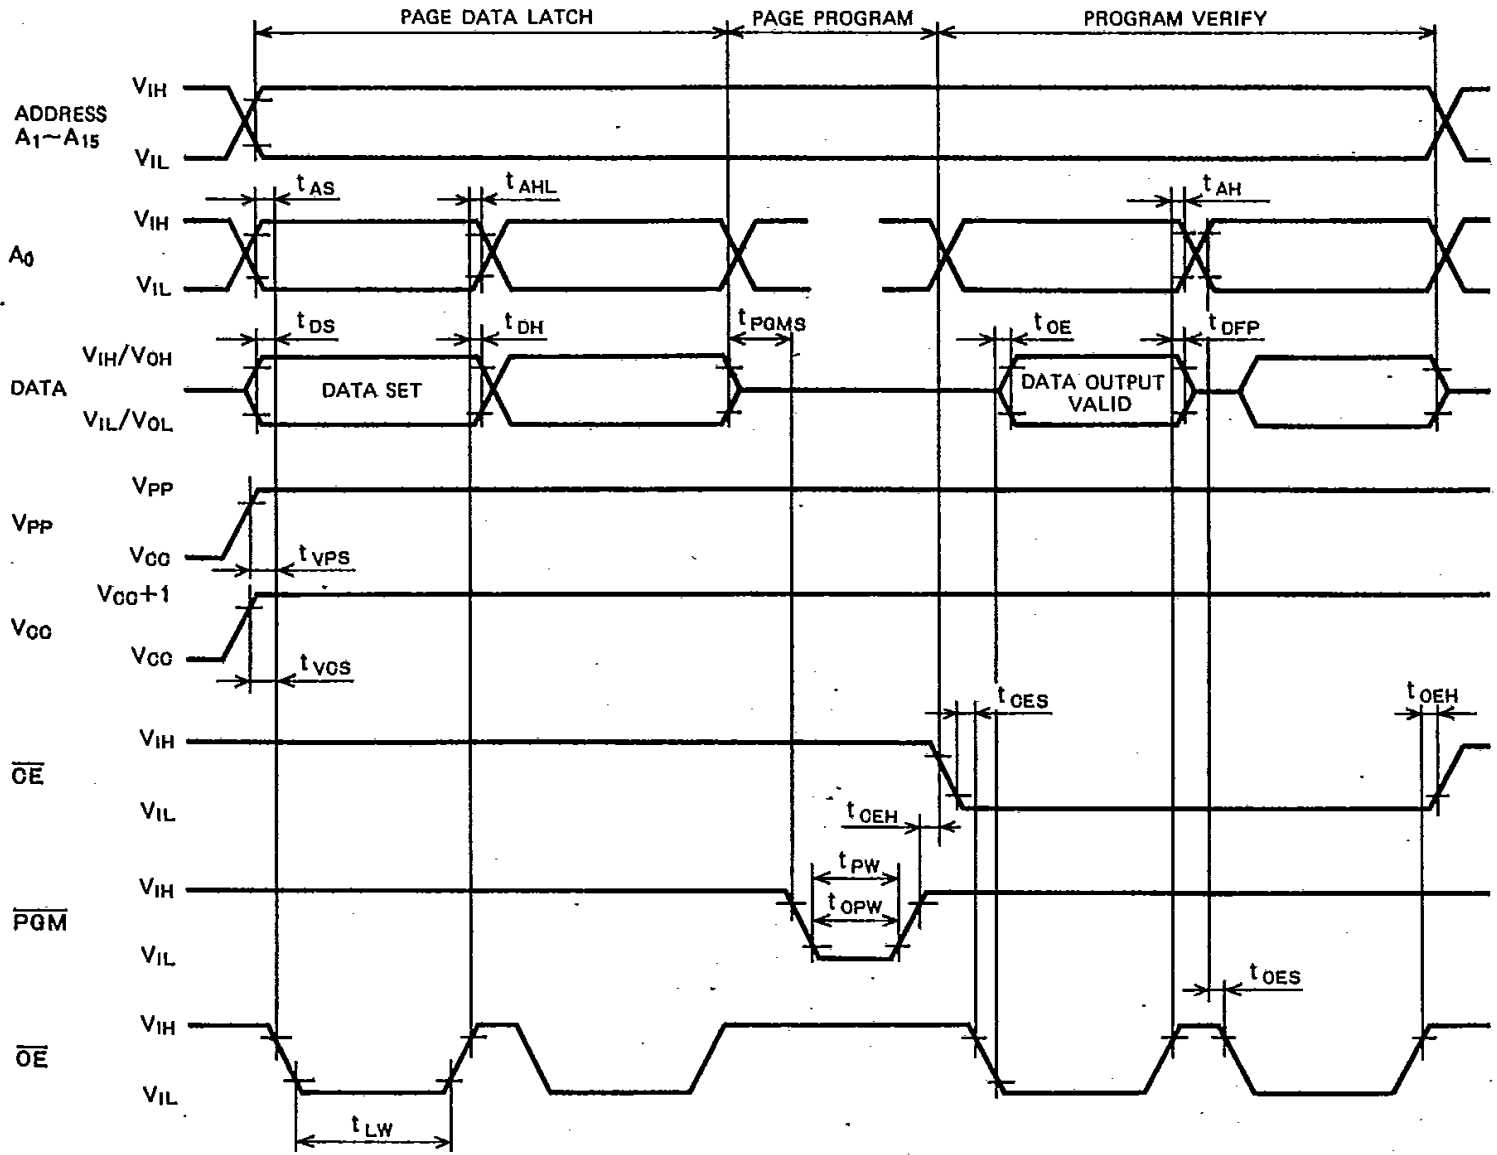 PAGE DATA LATCH PAGE PROGRAM PROGRAM VERIFY
VIH
ADDRESS
A1~A15
VIL
tAS tAHL tAH
VIH
A0
VIL
tDS tDH tPGMS tOE tDFP
VIH/VOH
DATA DATA SET DATA OUTPUT
VALID
VIL/VOL
VPP
VPP
VCC
tVPS
VCC+1
VCC
VCC
tVCS
tCES tOEH
VIH
CE
VIL
tCEH
tPW
VIH
tOPW
PGM
VIL
tOES
VIH
OE
VIL
tLW